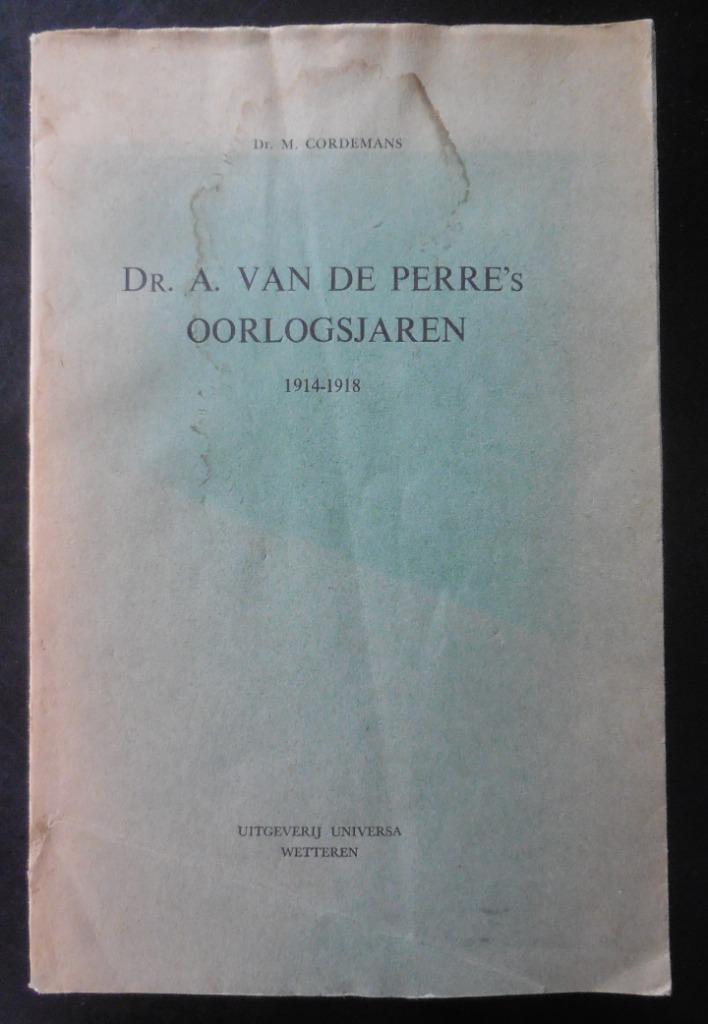 Dr. M. CORDEMANS
DR. A. VAN DE PERRE'S
OORLOGSJAREN
1914-1918
UITGEVERIJ UNIVERSA
WETTEREN